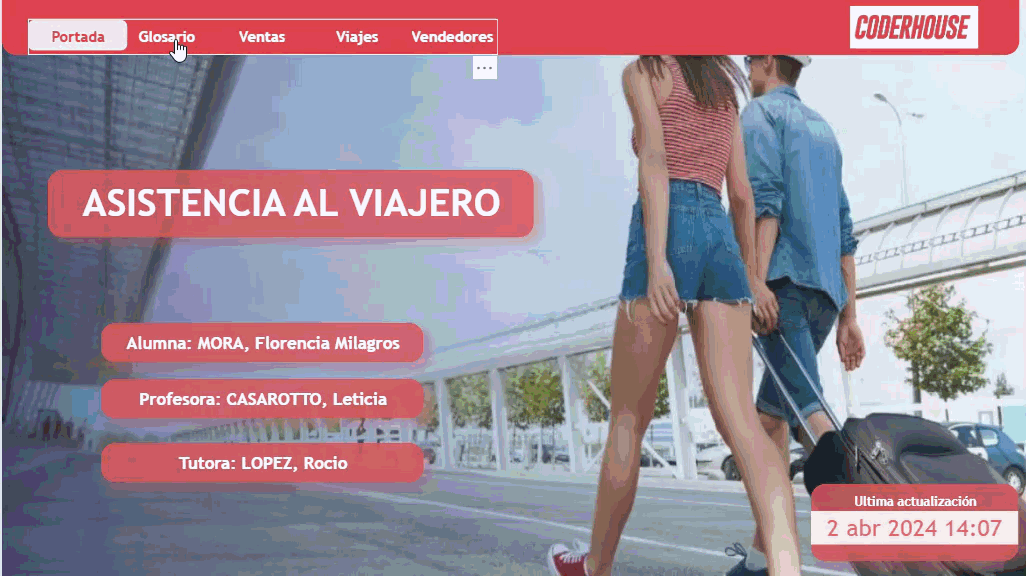 Portada
Glosario
Ventas
Viajes
Vendedores
CODERHOUSE
ASISTENCIA AL VIAJERO
Alumna: MORA, Florencia Milagros
Profesora: CASAROTTO, Leticia
Tutora: LOPEZ, Rocio
Ultima actualización
2 abr 2024 14:07